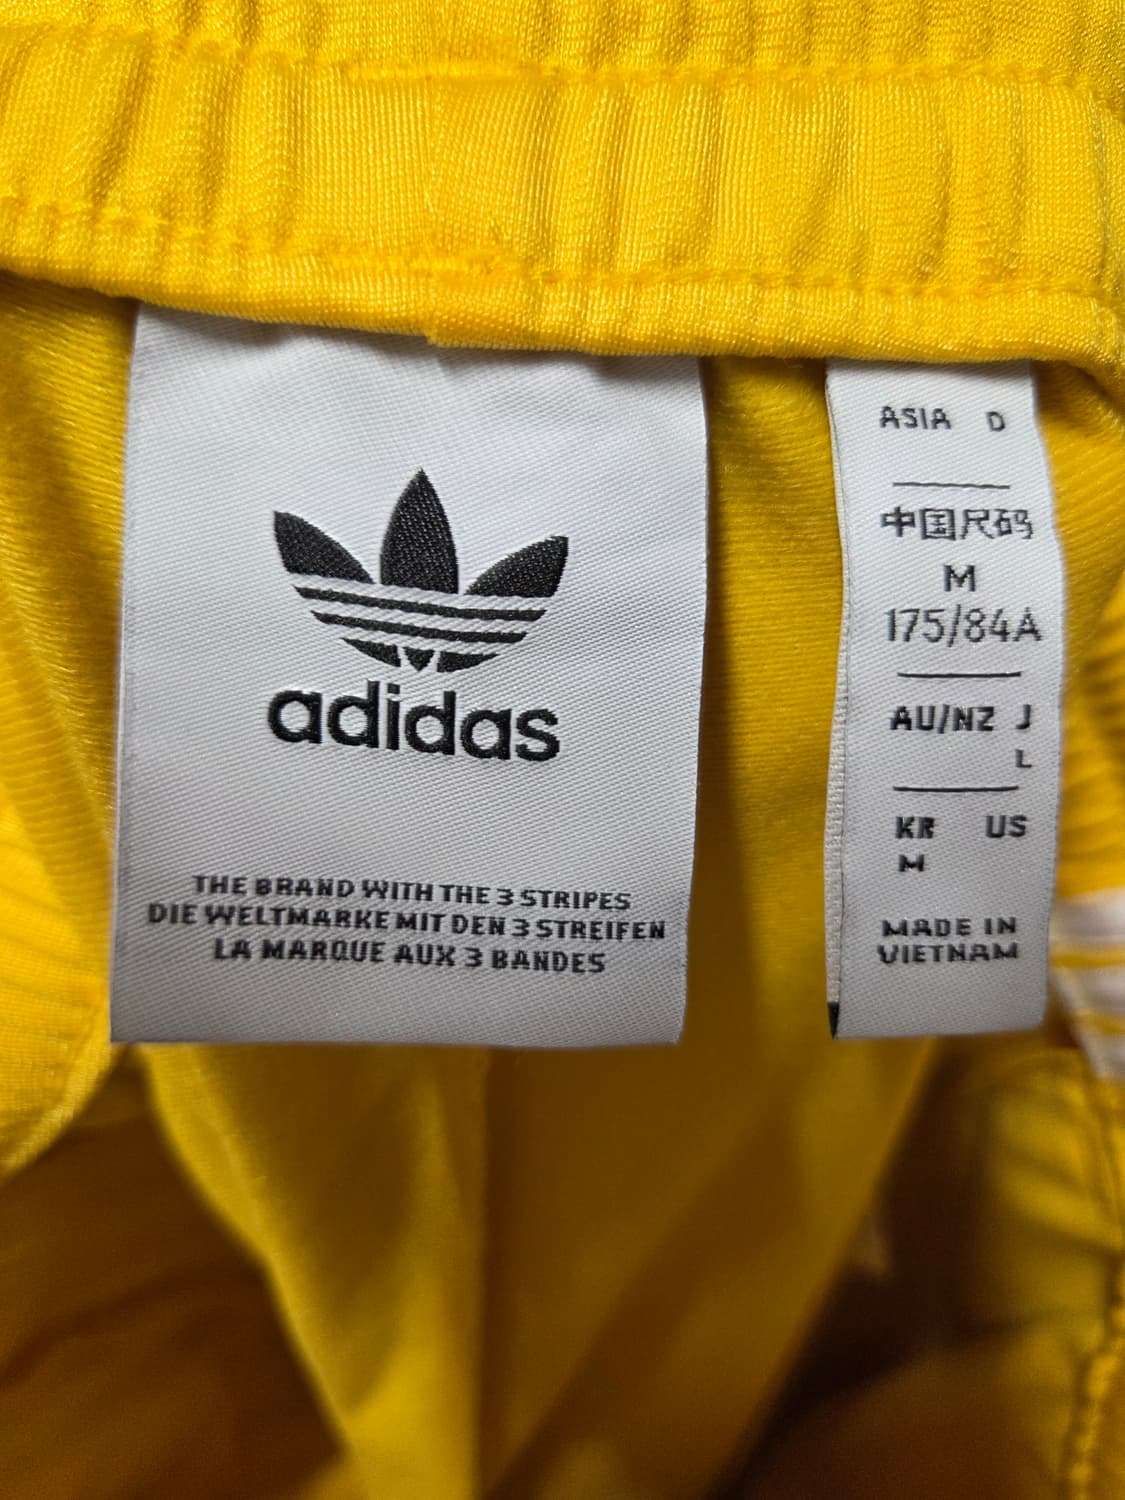 adidas
THE BRAND WITH THE 3 STRIPES
DIE WELTMARKE MIT DEN 3 STREIFEN
LA MARQUE AUX 3 BANDES
ASIA D
中国尺码
M
175/84A
AU/NZ J
L
KR US
M
MADE IN
VIETNAM